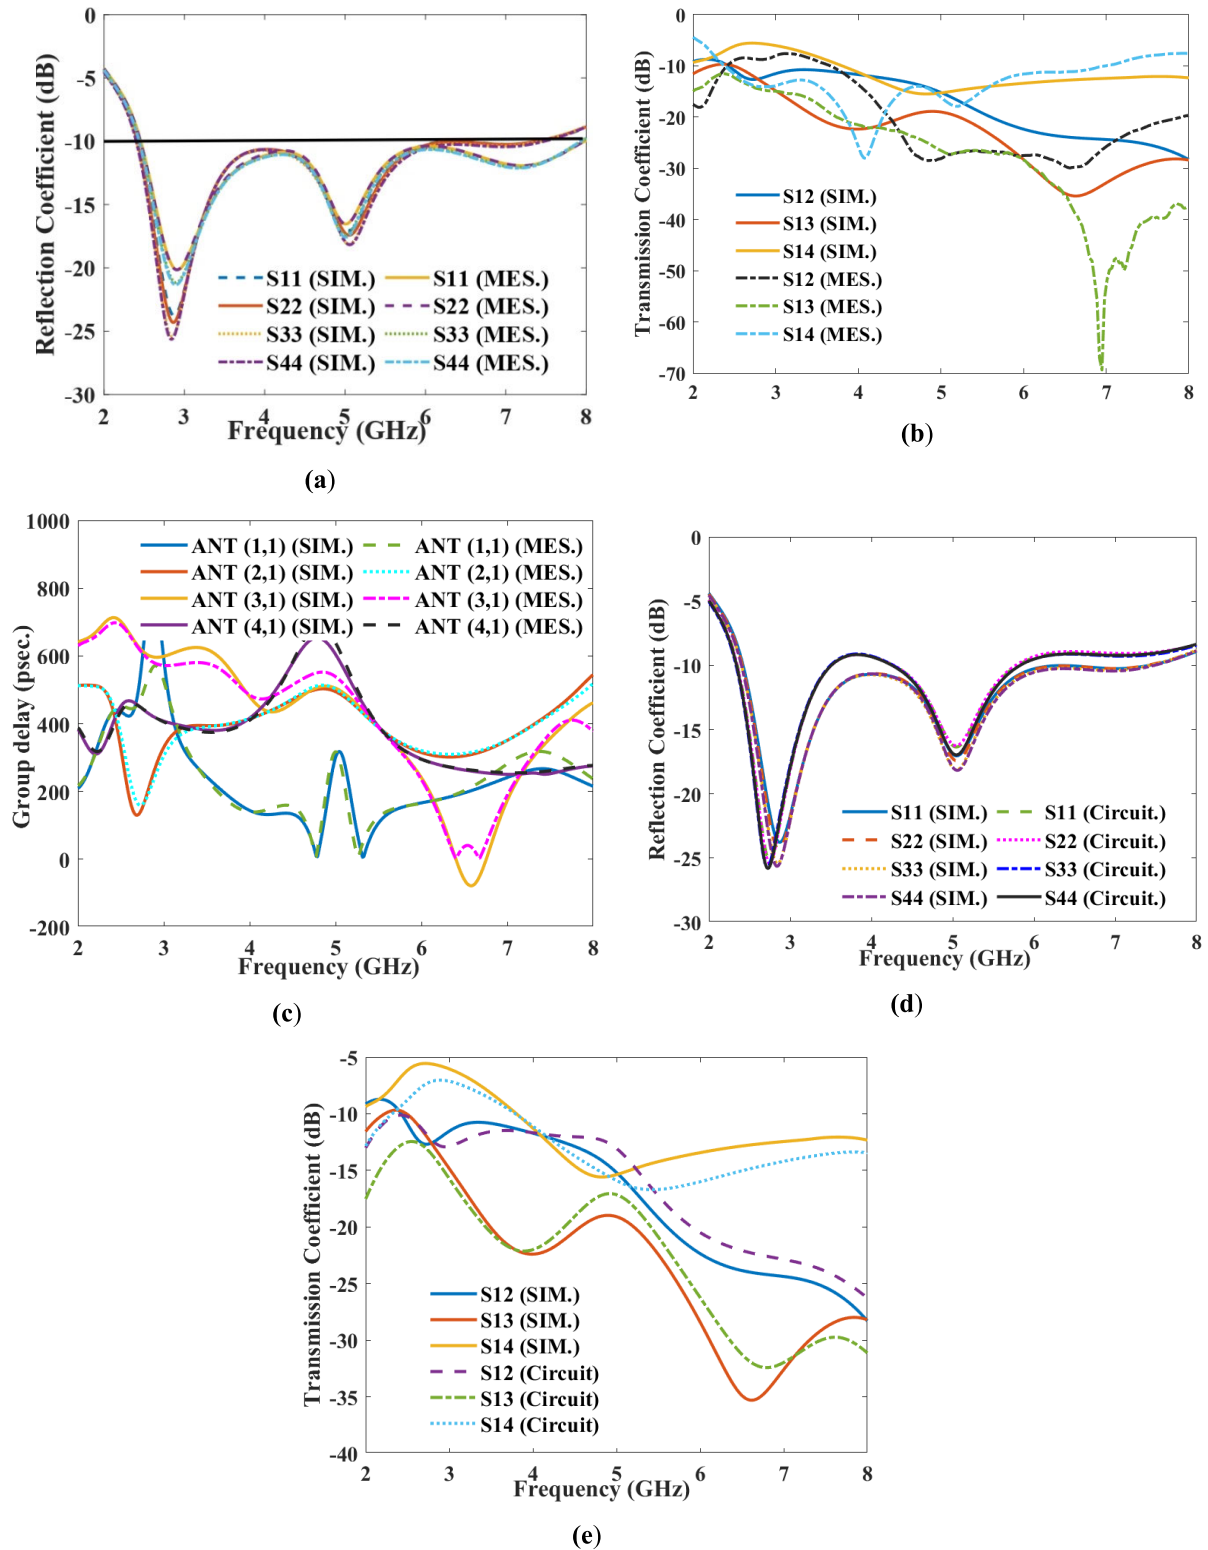 0
-5
-10
-15
-20
-25
-30
Reflection Coefficient (dB)
S11 (SIM.) S11 (MES.)
S22 (SIM.) S22 (MES.)
S33 (SIM.) S33 (MES.)
S44 (SIM.) S44 (MES.)
2 3 4 5 6 7 8
Frequency (GHz)
(a)
0
-10
-20
-30
-40
-50
-60
-70
Transmission Coefficient (dB)
S12 (SIM.)
S13 (SIM.)
S14 (SIM.)
S12 (MES.)
S13 (MES.)
S14 (MES.)
2 3 4 5 6 7 8
(b)
1000
800
600
400
200
0
-200
Group delay (psec.)
ANT (1,1) (SIM.) ANT (1,1) (MES.)
ANT (2,1) (SIM.) ANT (2,1) (MES.)
ANT (3,1) (SIM.) ANT (3,1) (MES.)
ANT (4,1) (SIM.) ANT (4,1) (MES.)
2 3 4 5 6 7 8
Frequency (GHz)
(c)
0
-5
-10
-15
-20
-25
-30
Reflection Coefficient (dB)
S11 (SIM.) S11 (Circuit.)
S22 (SIM.) S22 (Circuit.)
S33 (SIM.) S33 (Circuit.)
S44 (SIM.) S44 (Circuit.)
2 3 4 5 6 7 8
Frequency (GHz)
(d)
-5
-10
-15
-20
-25
-30
-35
-40
Transmission Coefficient (dB)
S12 (SIM.)
S13 (SIM.)
S14 (SIM.)
S12 (Circuit)
S13 (Circuit)
S14 (Circuit)
2 3 4 5 6 7 8
Frequency (GHz)
(e)